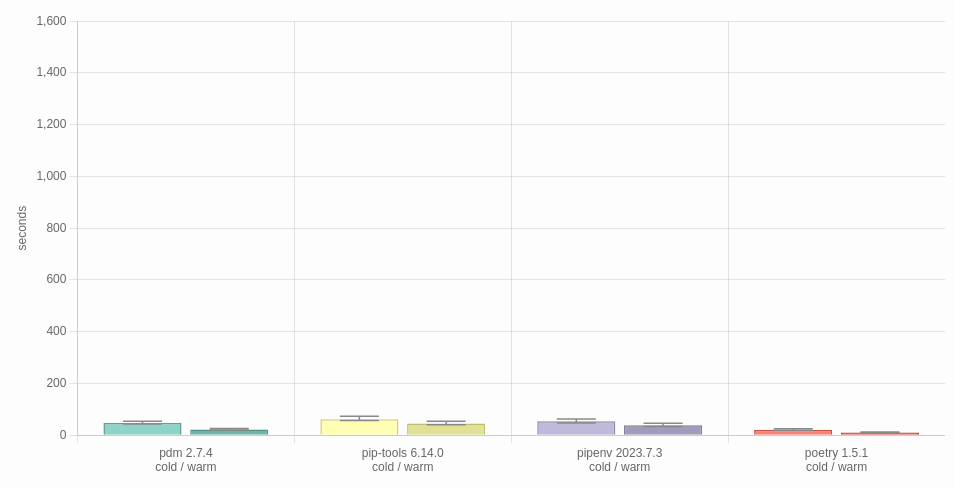 1,600
1,400
1,200
1,000
800
600
400
200
0
seconds
pdm 2.7.4
cold / warm
pip-tools 6.14.0
cold / warm
pipenv 2023.7.3
cold / warm
poetry 1.5.1
cold / warm